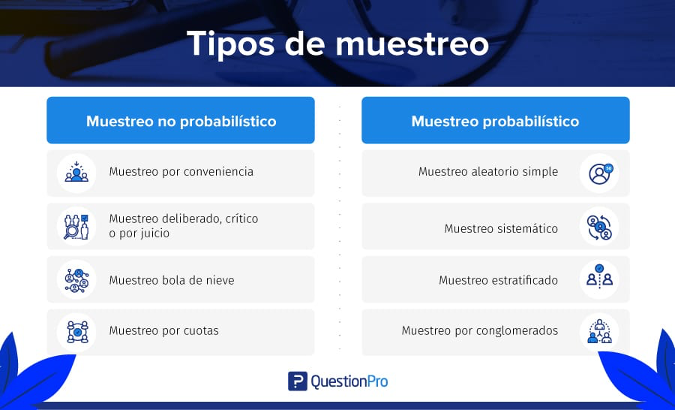 Tipos de muestreo
Muestreo no probabilístico
Muestreo por conveniencia
Muestreo deliberado, crítico
o por juicio
Muestreo bola de nieve
Muestreo por cuotas
Muestreo probabilístico
Muestreo aleatorio simple
Muestreo sistemático
Muestreo estratificado
Muestreo por conglomerados
QuestionPro